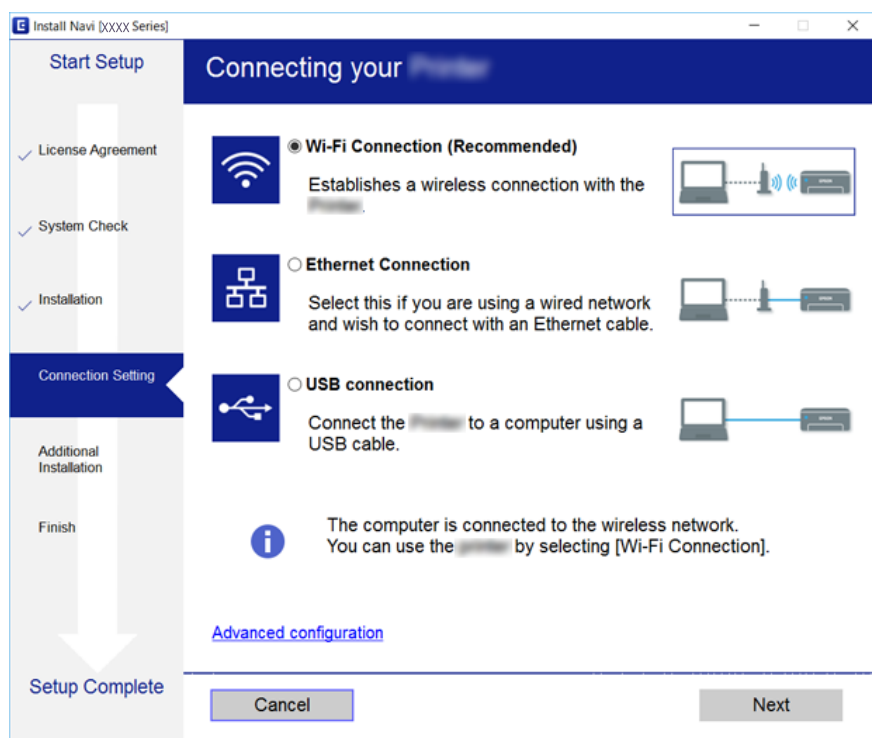 Install Navi [XXXX Series]
Start Setup
License Agreement
System Check
Installation
Connection Setting
Additional
Installation
Finish
Setup Complete
Connecting your
Wi-Fi Connection (Recommended)
Establishes a wireless connection with the
.
Ethernet Connection
Select this if you are using a wired network
and wish to connect with an Ethernet cable.
USB connection
Connect the to a computer using a
USB cable.
The computer is connected to the wireless network.
You can use the by selecting [Wi-Fi Connection].
Advanced configuration
Cancel
Next